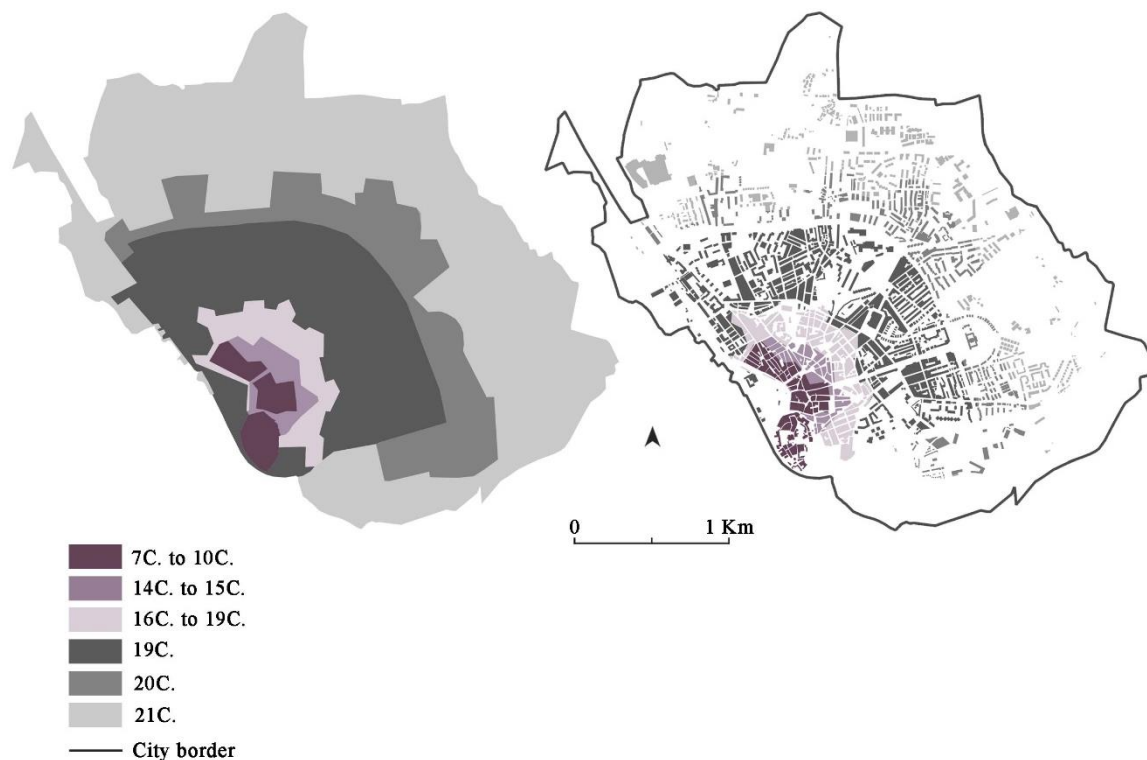 0 1 Km
7C. to 10C.
14C. to 15C.
16C. to 19C.
19C.
20C.
21C.
City border